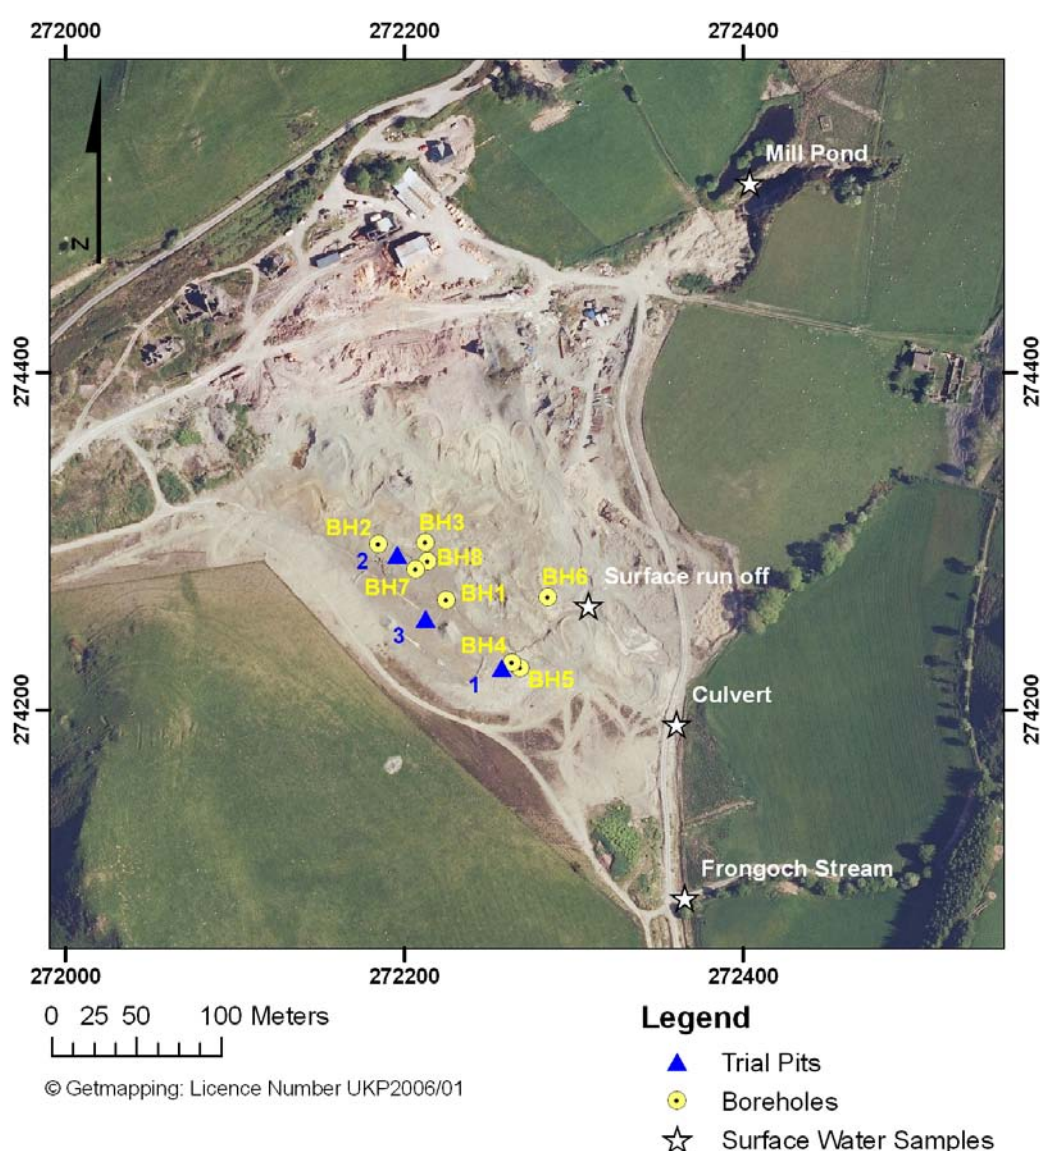 272000 272200 272400
Mill Pond
N
274400 274400
BH2 BH3
2 BH8
BH7 BH6 Surface run off
BH1
3
BH4
1 BH5
Culvert
274200 274200
Frongoch Stream
272000 272200 272400
0 25 50 100 Meters
© Getmapping: Licence Number UKP2006/01
Legend
Trial Pits
Boreholes
Surface Water Samples